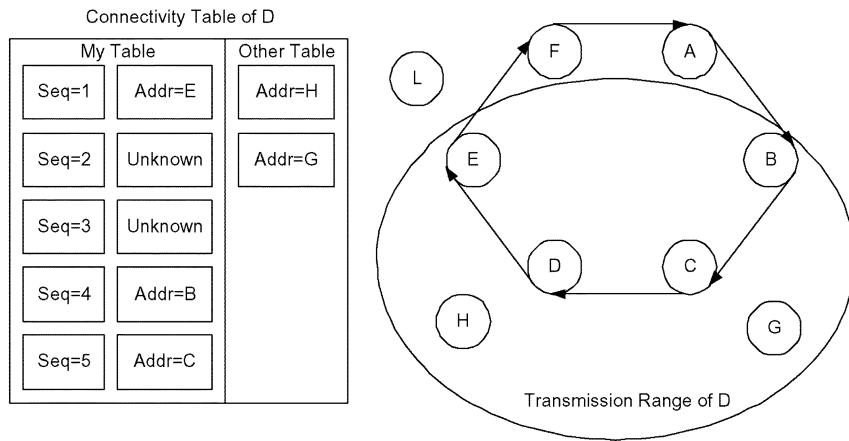 Connectivity Table of D
My Table
Other Table
Seq=1
Addr=E
Addr=H
Seq=2
Unknown
Addr=G
Seq=3
Unknown
Seq=4
Addr=B
Seq=5
Addr=C
F
A
L
E
B
D
C
H
G
Transmission Range of D